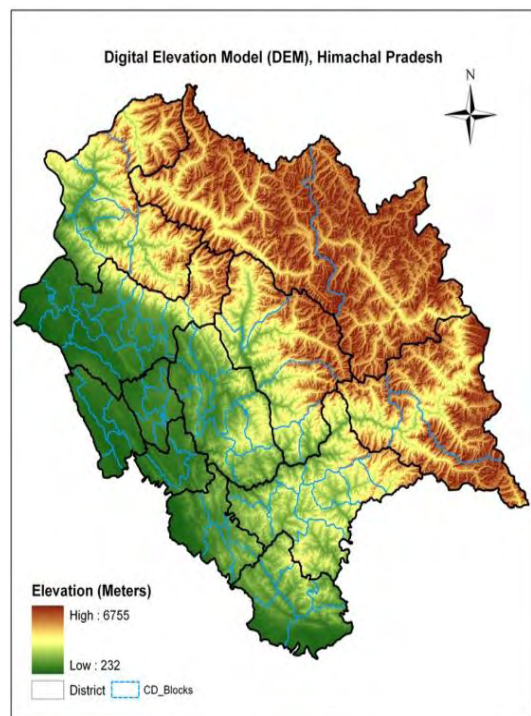 Digital Elevation Model (DEM), Himachal Pradesh
N
Elevation (Meters)
High : 6755
Low : 232
District
CD_Blocks